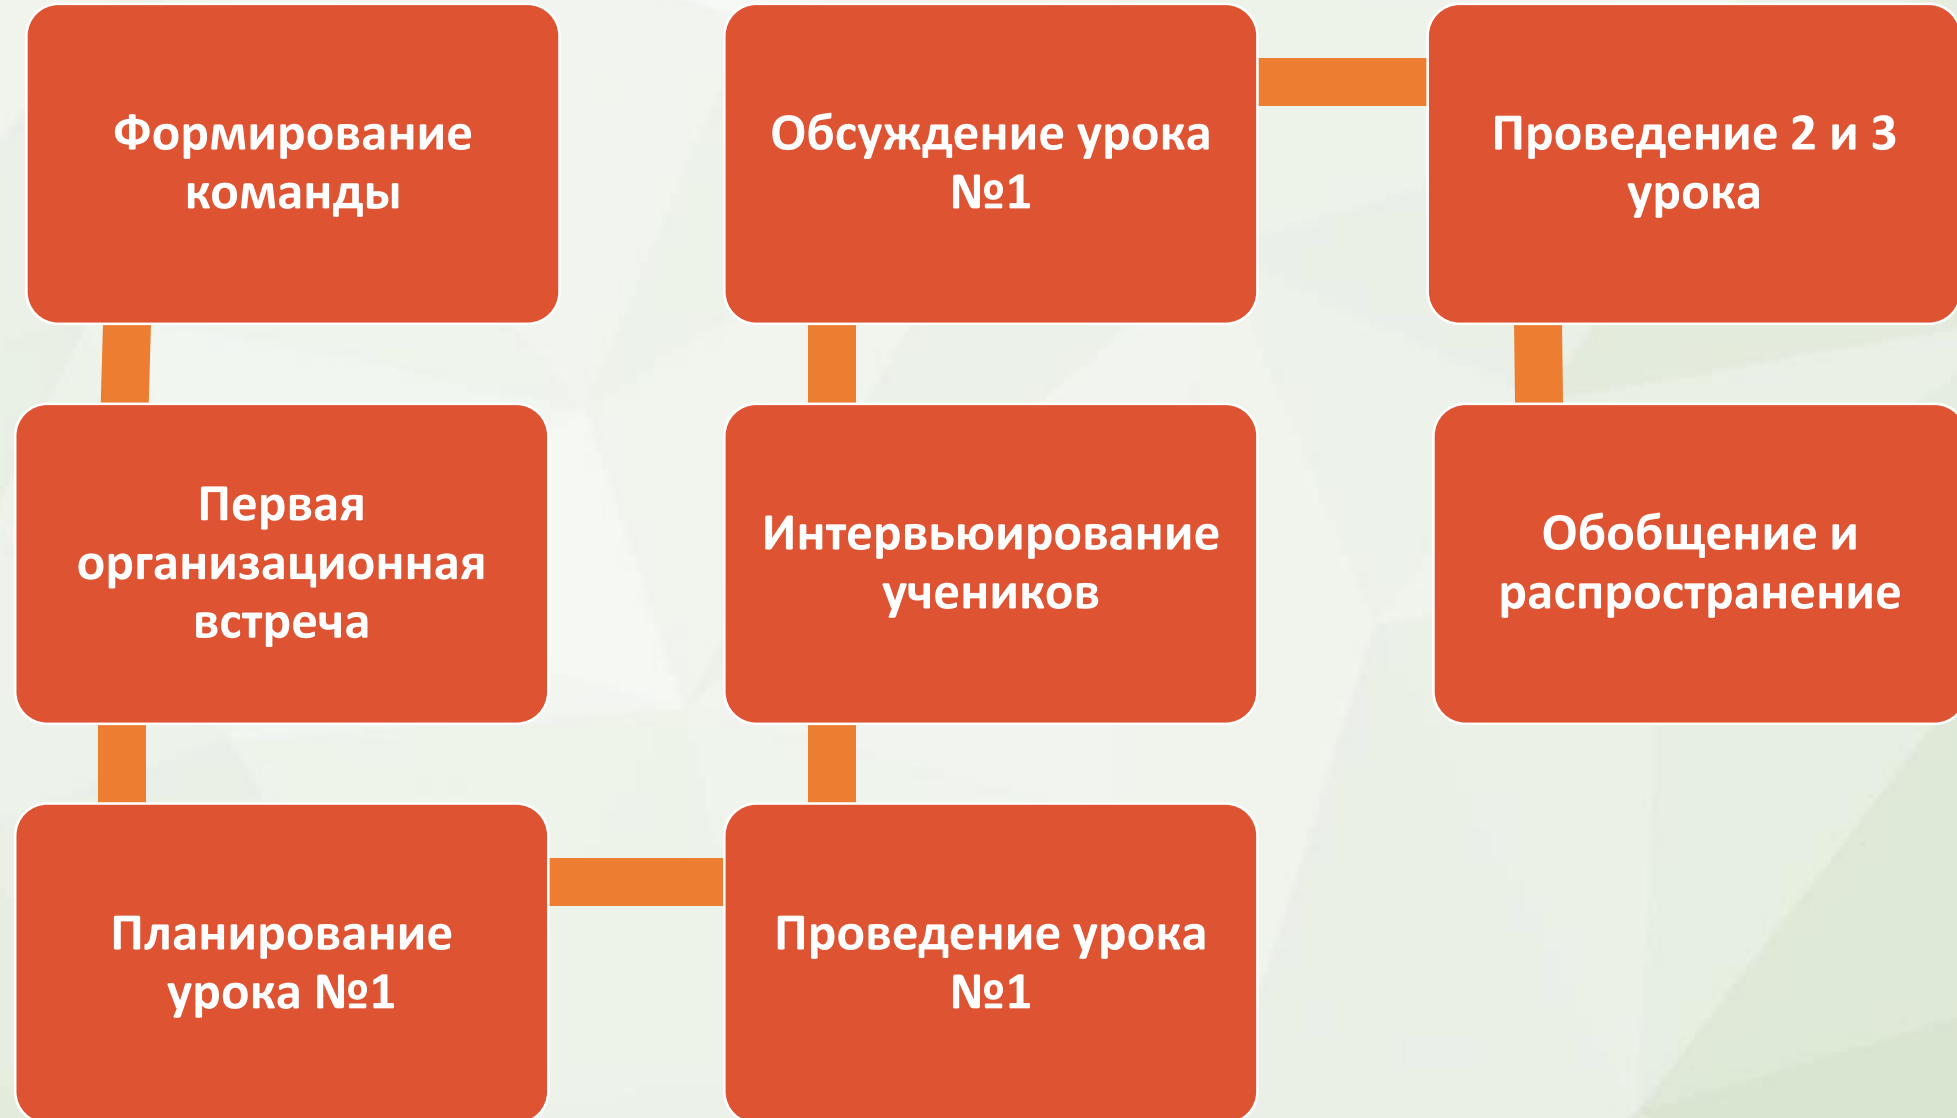 Формирование
команды
Первая
организационная
встреча
Планирование
урока №1
Проведение урока
№1
Интервьюирование
учеников
Обсуждение урока
№1
Проведение 2 и 3
урока
Обобщение и
распространение